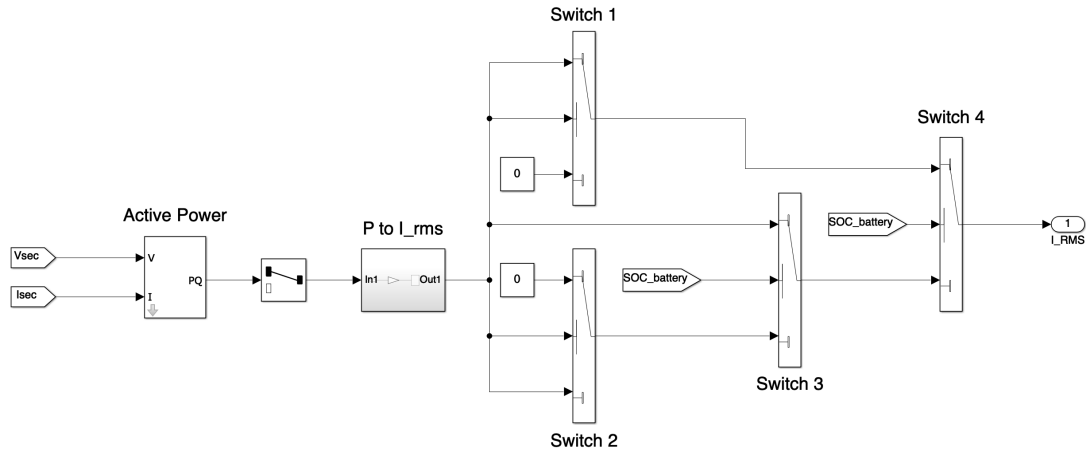 Switch 1
Switch 4
0
Active Power
P to I_rms
SOC_battery
1
I_RMS
Vsec
V
PQ
In1
Out1
0
SOC_battery
Isec
I
Switch 3
Switch 2